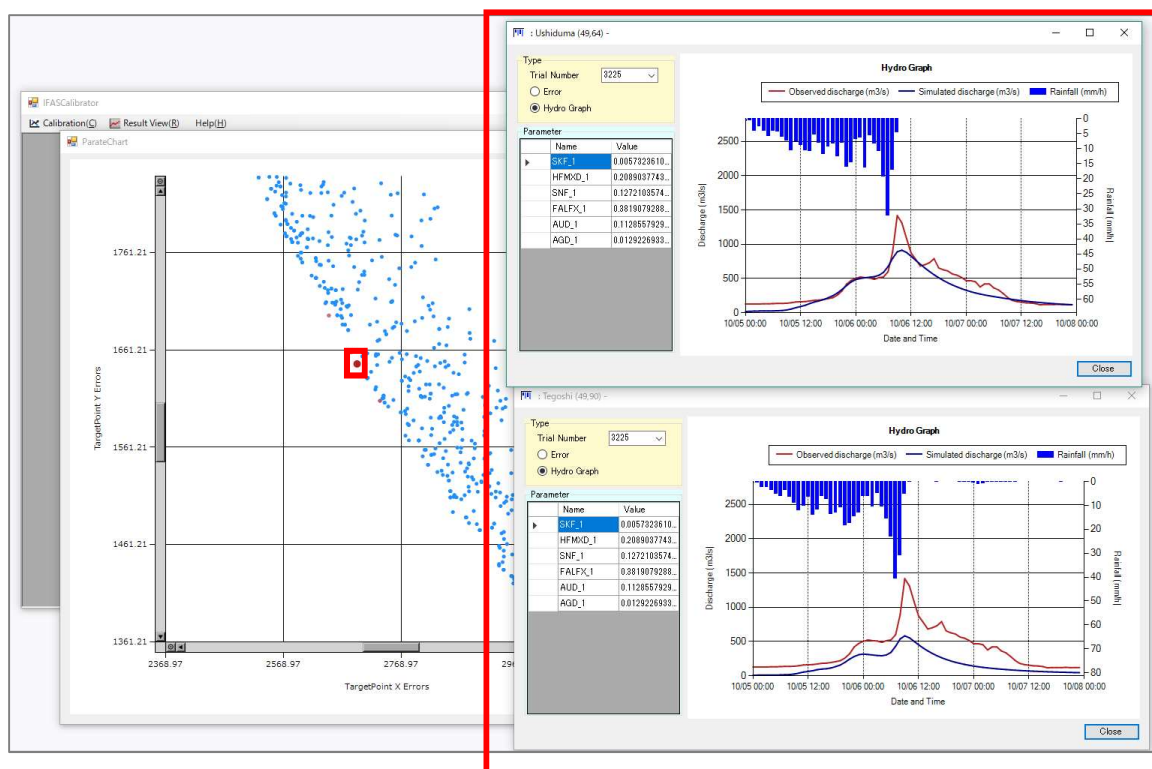 IFASCalibrator
Calibration(C) Result View(R) Help(H)
ParateChart
1761.21
1661.21
1561.21
1461.21
1361.21
TargetPoint Y Errors
2368.97 2568.97 2768.97 296
TargetPoint X Errors
: Ushiduma (49,64) -
Type
Trial Number 3225
Error
Hydro Graph
Parameter
Name Value
SKF_1 0.0057323610...
HFMXD_1 0.2089037743...
SNF_1 0.1272103574...
FALFX_1 0.3819079288...
AUD_1 0.1128557929...
AGD_1 0.0129226933...
Hydro Graph
Observed discharge (m3/s) Simulated discharge (m3/s) Rainfall (mm/h)
2500
2000
1500
1000
500
0
Discharge (m3/s)
0
5
10
15
20
25
30
35
40
45
50
55
60
Rainfall (mm/h)
10/05 00:00 10/05 12:00 10/06 00:00 10/06 12:00 10/07 00:00 10/07 12:00 10/08 00:00
Date and Time
Close
: Tegoshi (49,90) -
Type
Trial Number 3225
Error
Hydro Graph
Parameter
Name Value
SKF_1 0.0057323610...
HFMXD_1 0.2089037743...
SNF_1 0.1272103574...
FALFX_1 0.3819079288...
AUD_1 0.1128557929...
AGD_1 0.0129226933...
Hydro Graph
Observed discharge (m3/s) Simulated discharge (m3/s) Rainfall (mm/h)
2500
2000
1500
1000
500
0
Discharge (m3/s)
0
10
20
30
40
50
60
70
80
Rainfall (mm/h)
10/05 00:00 10/05 12:00 10/06 00:00 10/06 12:00 10/07 00:00 10/07 12:00 10/08 00:00
Date and Time
Close